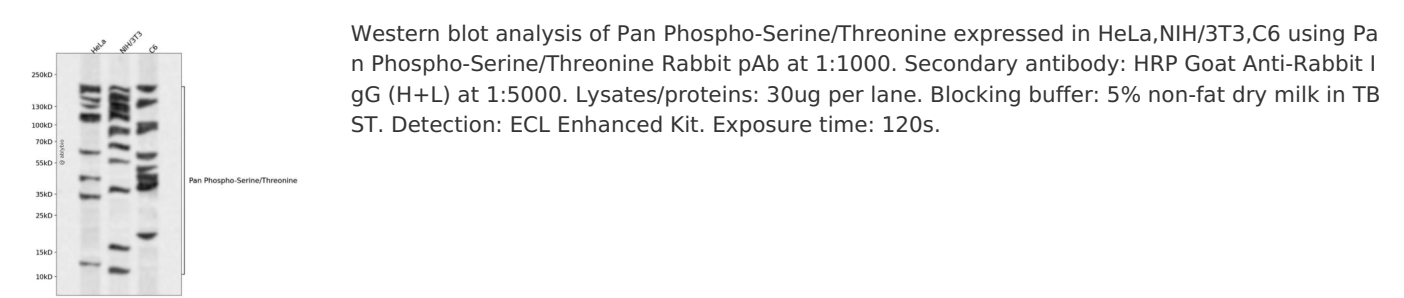 HeLa
NIH/3T3
C6
250kD
130kD
100kD
70kD
55kD
35kD
25kD
15kD
10kD
@ abytes
Pan Phospho-Serine/Threonine
Western blot analysis of Pan Phospho-Serine/Threonine expressed in HeLa,NIH/3T3,C6 using Pa
n Phospho-Serine/Threonine Rabbit pAb at 1:1000. Secondary antibody: HRP Goat Anti-Rabbit I
gG (H+L) at 1:5000. Lysates/proteins: 30ug per lane. Blocking buffer: 5% non-fat dry milk in TB
ST. Detection: ECL Enhanced Kit. Exposure time: 120s.